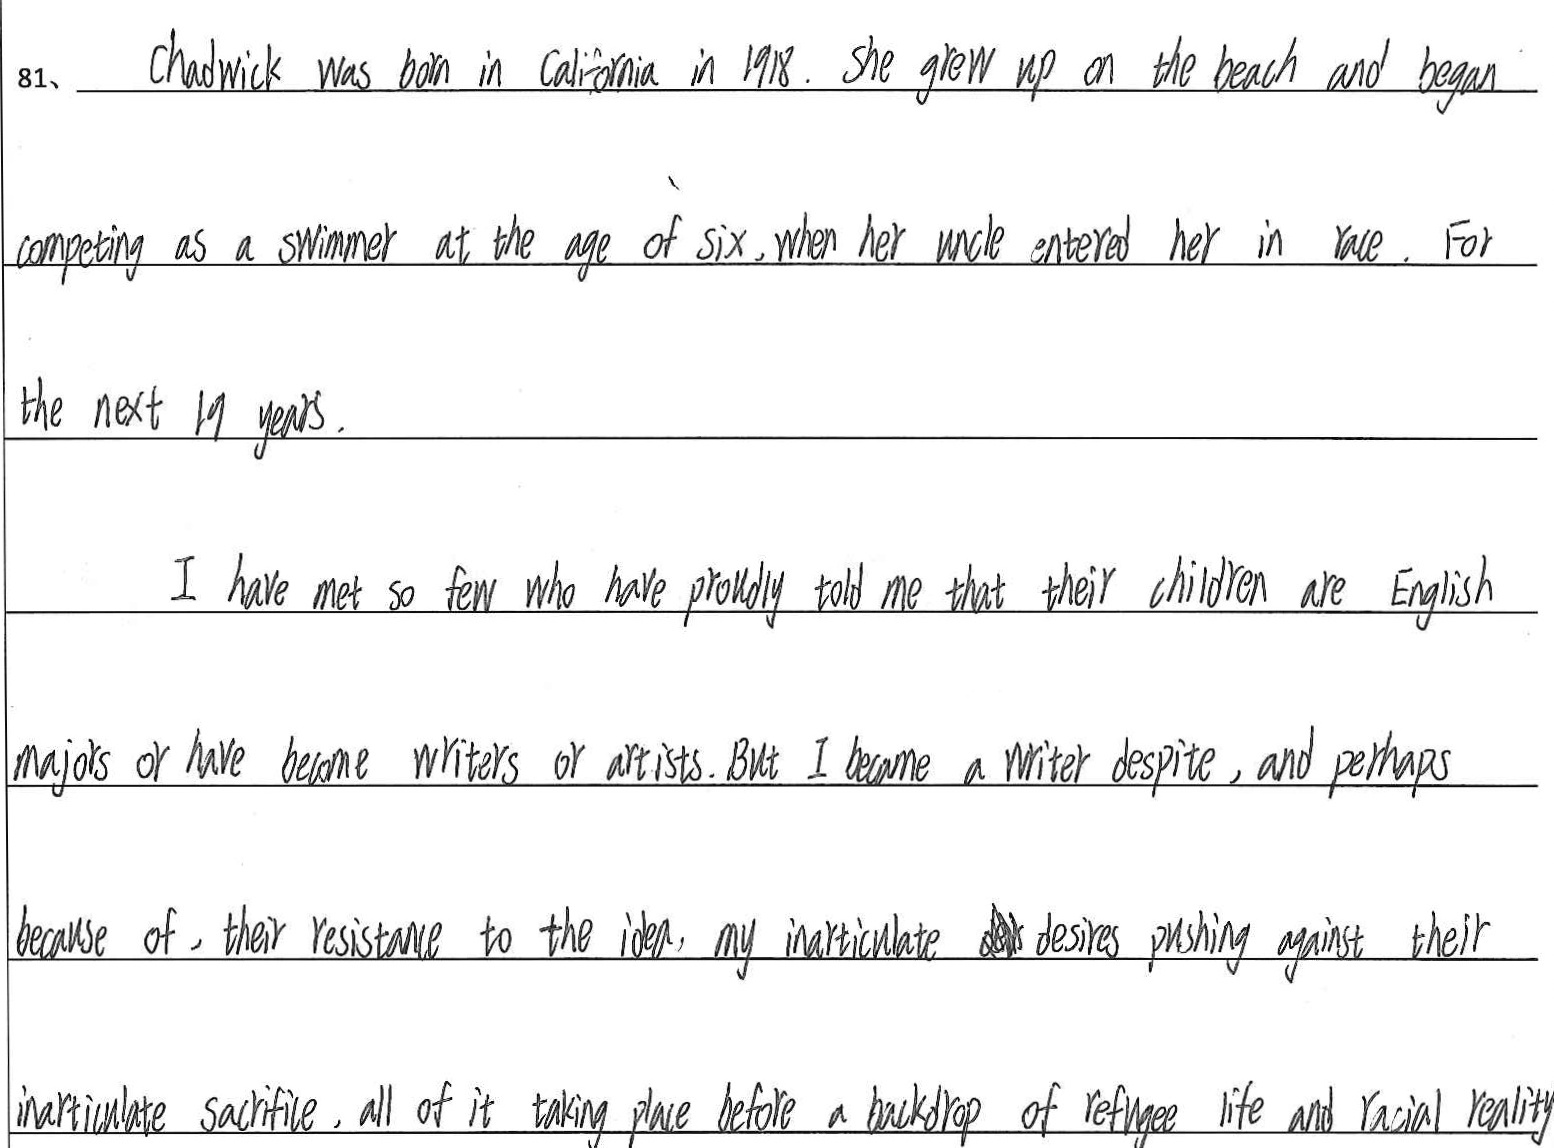 81、 Chadwick was born in California in 1918. She grew up on the beach and began
competing as a swimmer at the age of six, when her uncle entered her in race. For
the next 19 years.
I have met so few who have proudly told me that their children are English
majors or have become writers or artists. But I became a writer despite, and perhaps
because of, their resistance to the idea, my inarticulate desires pushing against their
inarticulate sacrifice, all of it taking place before a backdrop of refugee life and racial reality